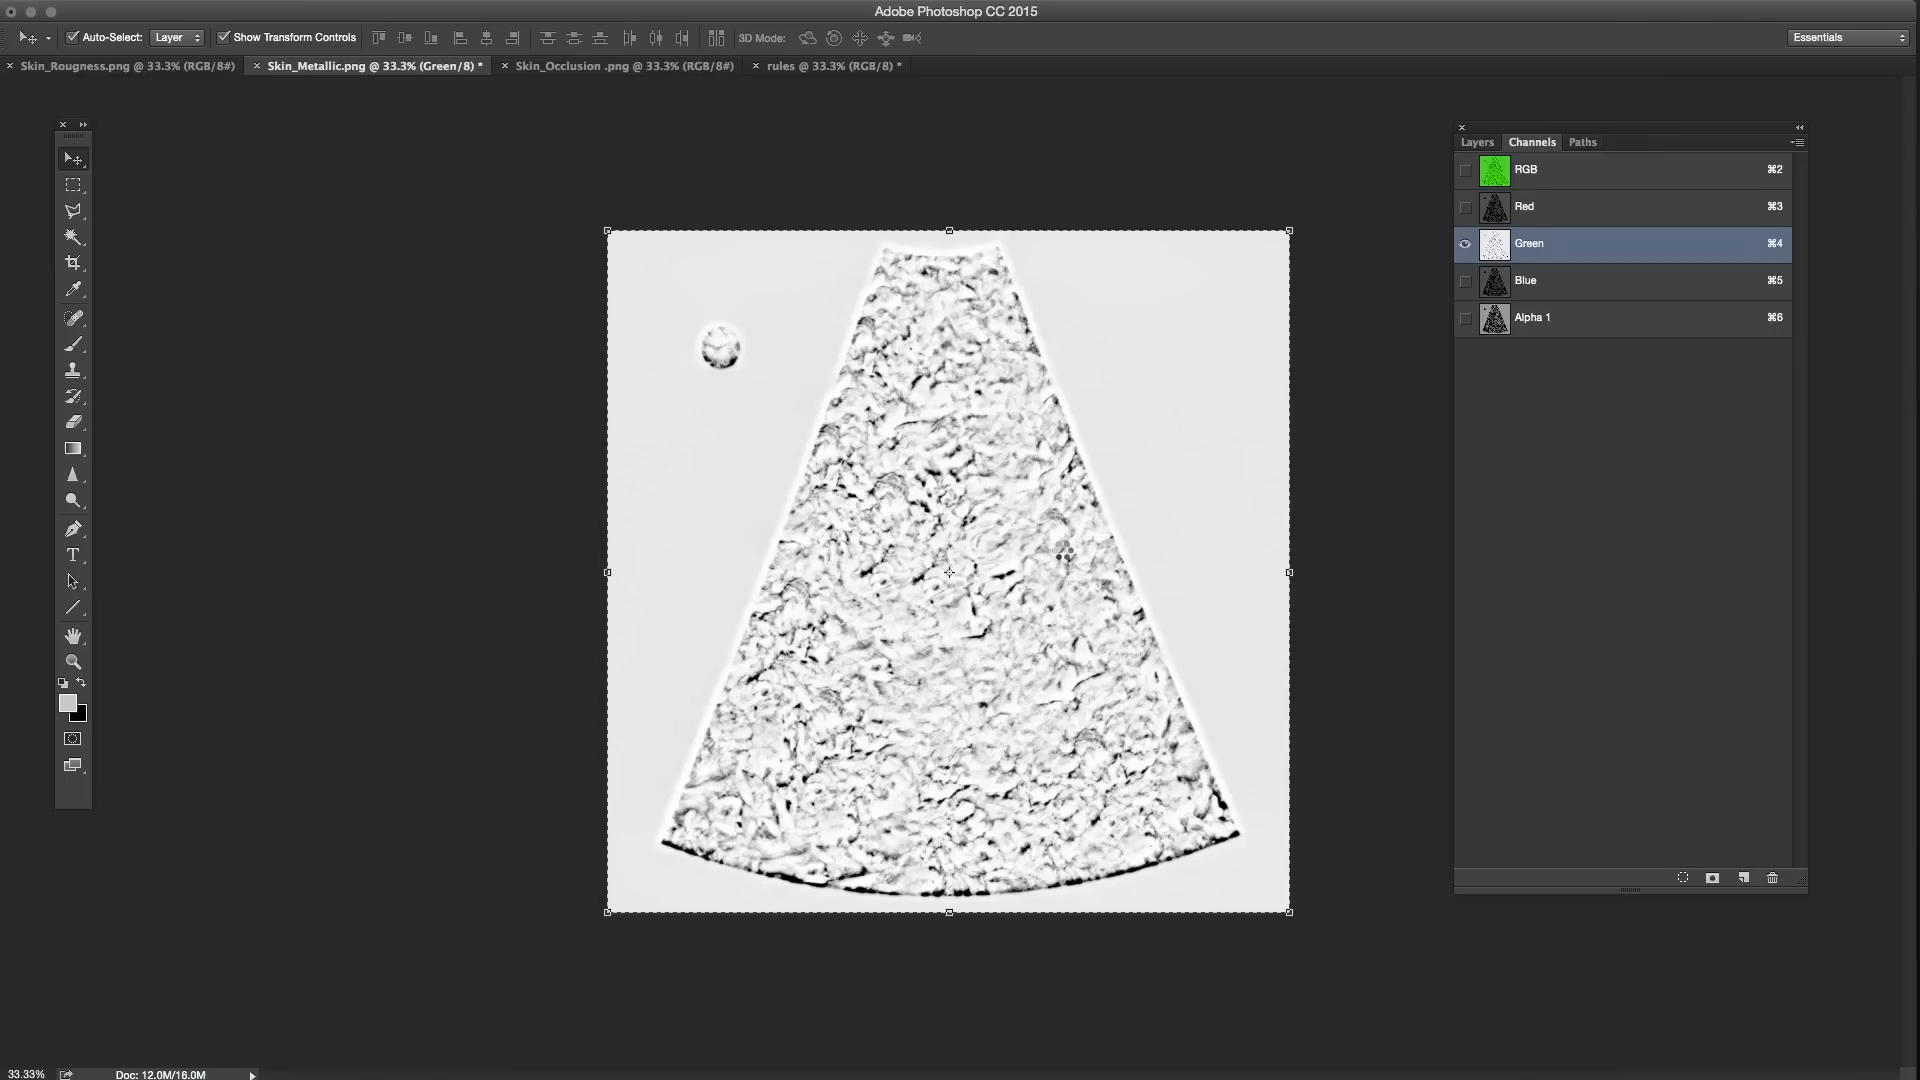 Adobe Photoshop CC 2015
Auto-Select: Layer Show Transform Controls 3D Mode: Essentials
Skin_Rougness.png @ 33.3% (RGB/8#) Skin_Metallic.png @ 33.3% (Green/8) * Skin_Occlusion .png @ 33.3% (RGB/8#) rules @ 33.3% (RGB/8) *
Layers Channels Paths
RGB ⌘2
Red ⌘3
Green ⌘4
Blue ⌘5
Alpha 1 ⌘6
33.33% Doc: 12.0M/16.0M